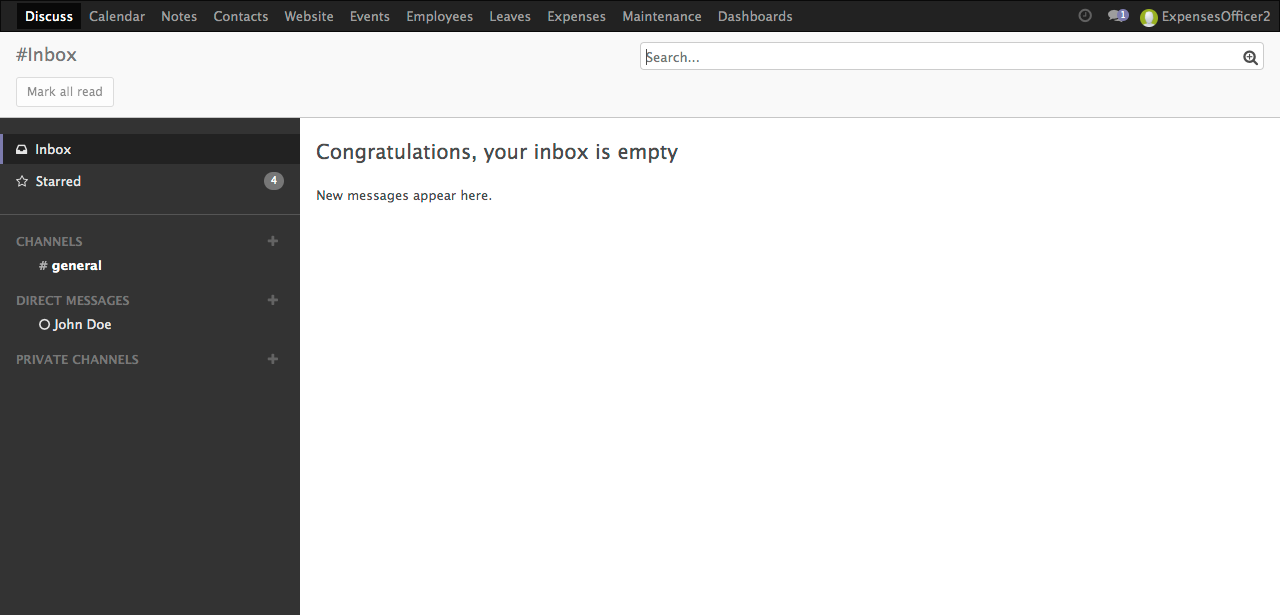 Discuss Calendar Notes Contacts Website Events Employees Leaves Expenses Maintenance Dashboards 1 ExpensesOfficer2
#Inbox
Search...
Mark all read
Inbox
Starred 4
CHANNELS +
# general
DIRECT MESSAGES +
John Doe
PRIVATE CHANNELS +
Congratulations, your inbox is empty
New messages appear here.